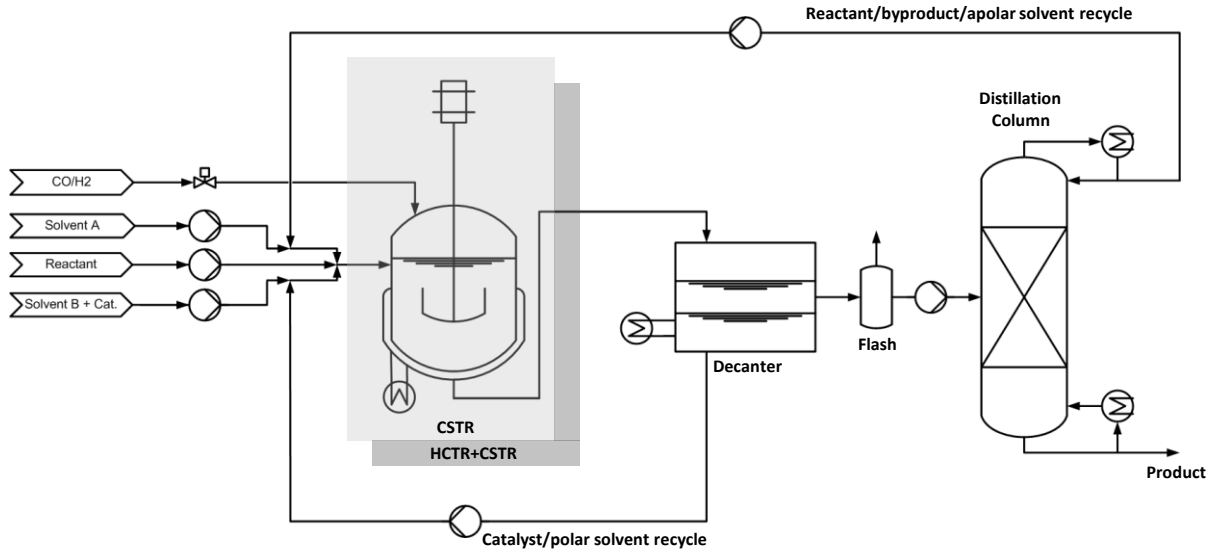 Reactant/byproduct/apolar solvent recycle
Distillation
Column
CO/H2
Solvent A
Reactant
Solvent B + Cat.
Flash
Decanter
CSTR
HCTR+CSTR
Product
Catalyst/polar solvent recycle